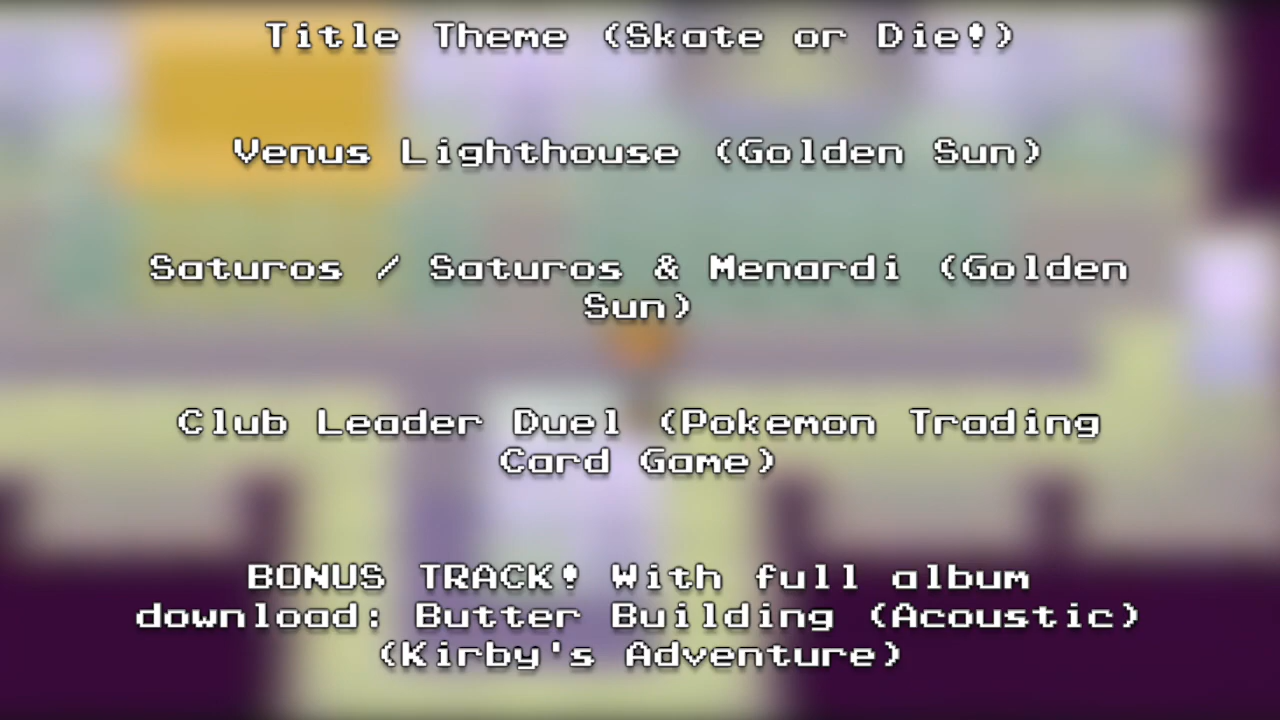 Title Theme (Skate or Die!)
Venus Lighthouse (Golden Sun)
Saturos / Saturos & Menardi (Golden
Sun)
Club Leader Duel (Pokemon Trading
Card Game)
BONUS TRACK! With full album
download: Butter Building (Acoustic)
(Kirby's Adventure)